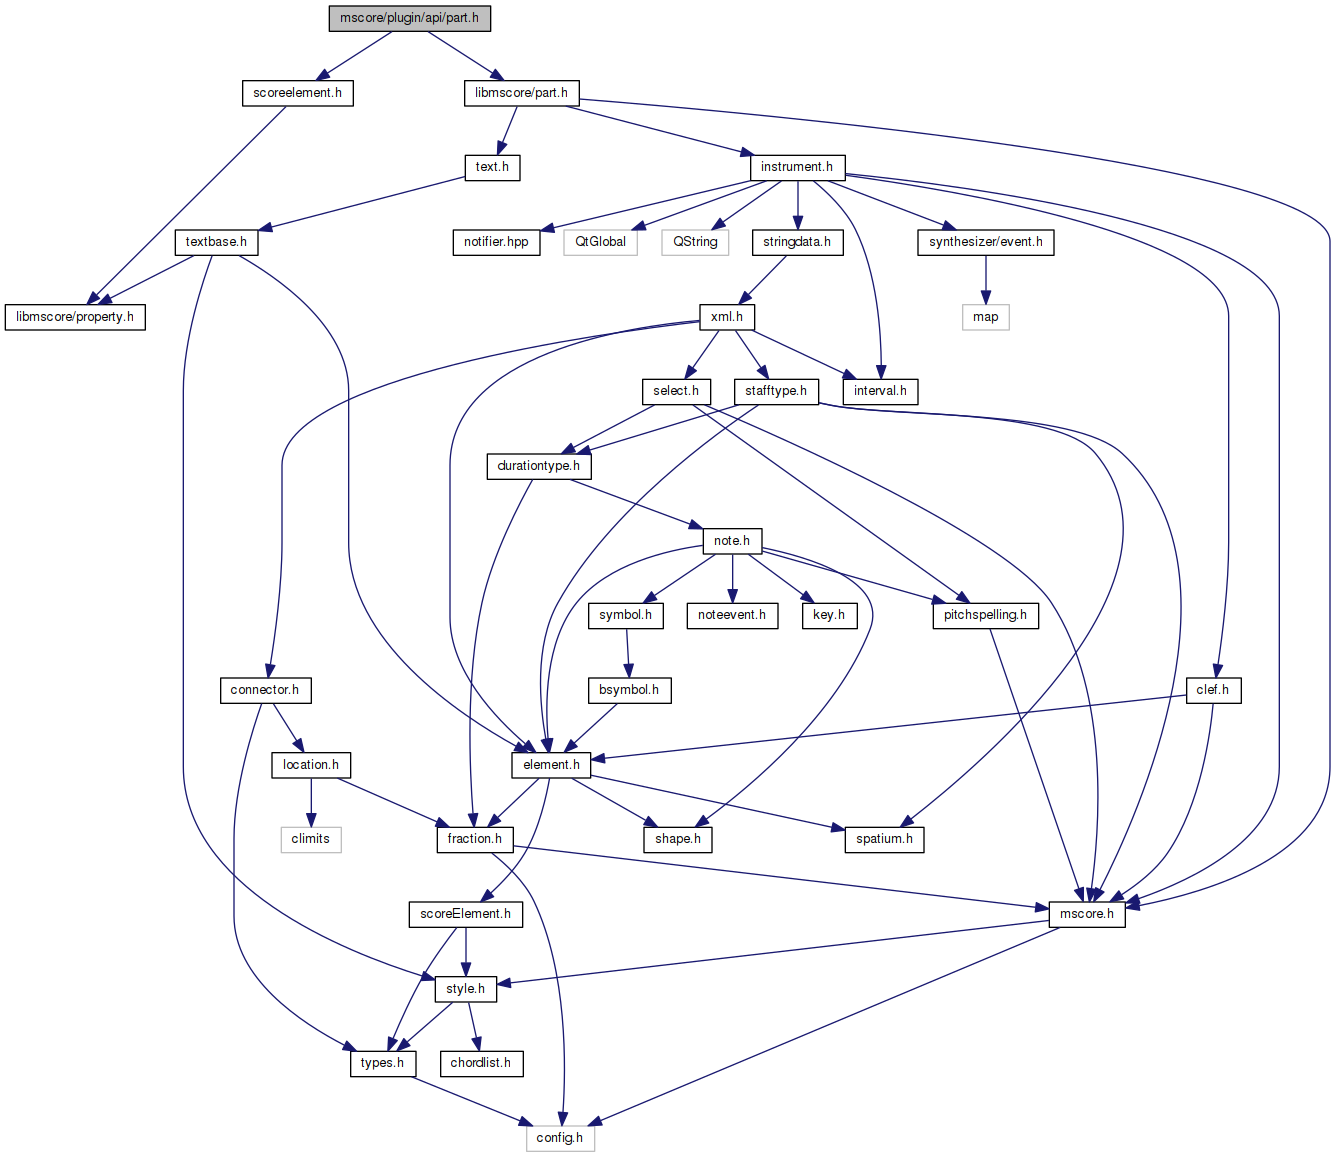 mscore/plugin/api/part.h
scoreelement.h
libmscore/part.h
text.h
instrument.h
textbase.h
notifier.hpp
QtGlobal
QString
stringdata.h
synthesizer/event.h
libmscore/property.h
xml.h
map
select.h
stafftype.h
interval.h
durationtype.h
note.h
symbol.h
noteevent.h
key.h
pitchspelling.h
connector.h
bsymbol.h
clef.h
location.h
element.h
climits
fraction.h
shape.h
spatium.h
scoreElement.h
mscore.h
style.h
types.h
chordlist.h
config.h